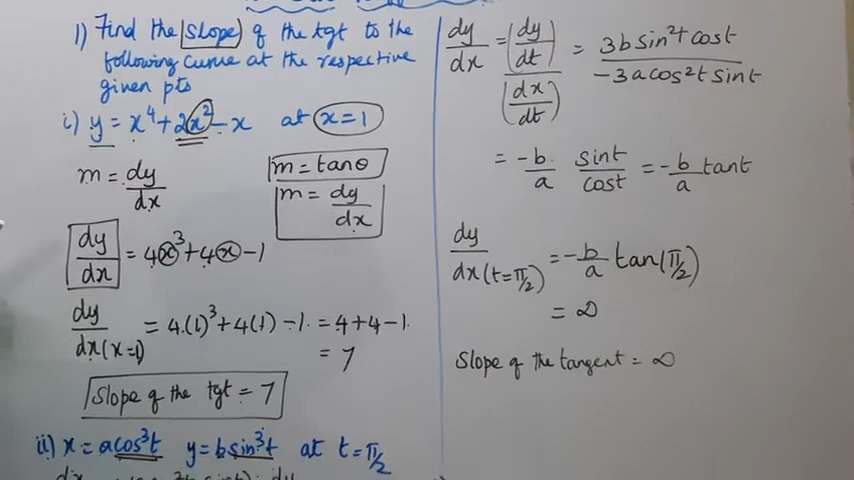 1) Find the slope of the tgt to the
following curve at the respective
given pts
i) y = x⁴ + 2x² - x at x = 1
m = dy/dx
m = tanθ
m = dy/dx
dy/dx = 4x³ + 4x - 1
dy/dx (x=1) = 4.(1)³ + 4(1) - 1 = 4 + 4 - 1
= 7
Slope of the tgt = 7
ii) x = acos³t y = bsin³t at t = π/2
dy/dx = (dy/dt)/(dx/dt) = 3b sin²t cost / -3a cos²t sint
= -b/a sint/cost = -b/a tant
dy/dx (t=π/2) = -b/a tan(π/2)
= ∞
Slope of the tangent = ∞